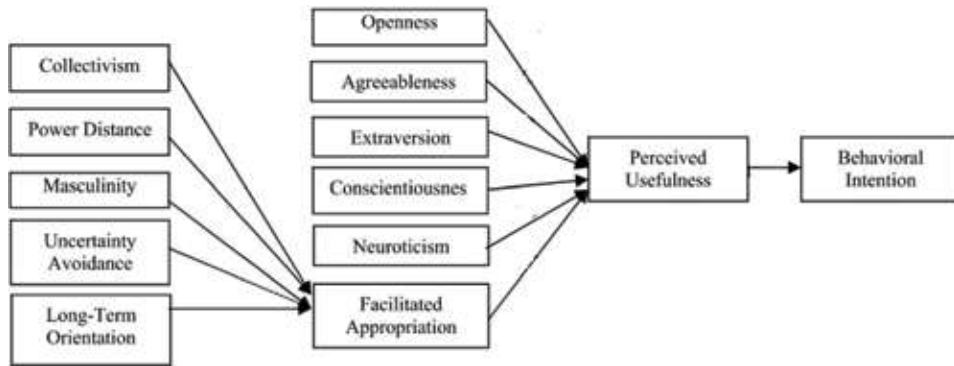 Collectivism
Power Distance
Masculinity
Uncertainty
Avoidance
Long-Term
Orientation
Openness
Agreeableness
Extraversion
Conscientiousnes
Neuroticism
Facilitated
Appropriation
Perceived
Usefulness
Behavioral
Intention